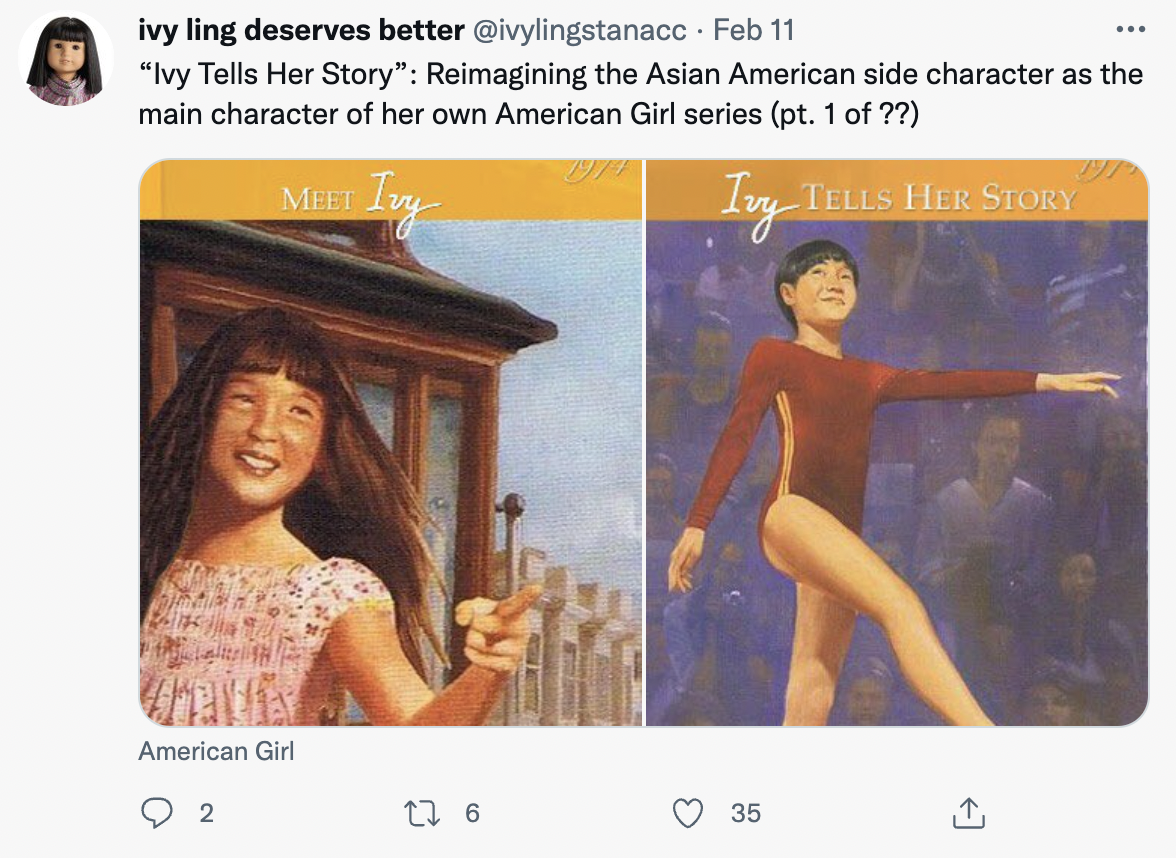 ivy ling deserves better @ivylingstanacc · Feb 11
“Ivy Tells Her Story”: Reimagining the Asian American side character as the
main character of her own American Girl series (pt. 1 of ??)
1974
MEET Ivy
1974
Ivy TELLS HER STORY
American Girl
2 6 35